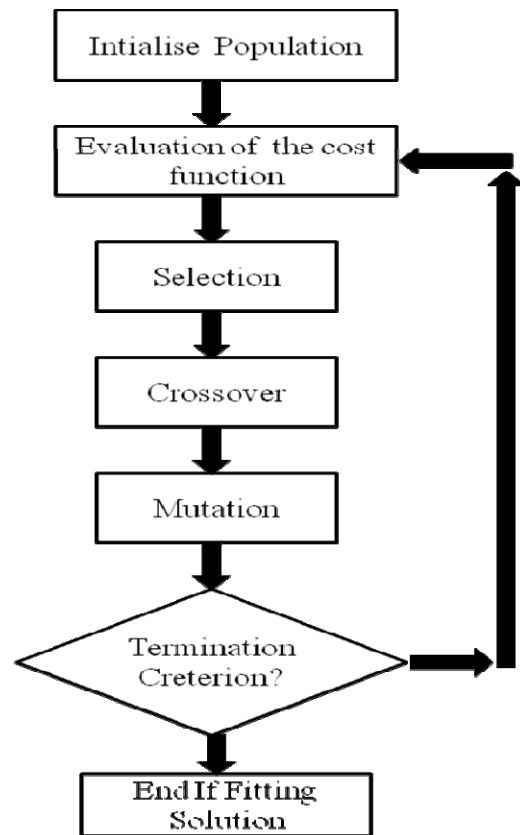 Intialise Population
Evaluation of the cost
function
Selection
Crossover
Mutation
Termination
Creterion?
End If Fitting
Solution